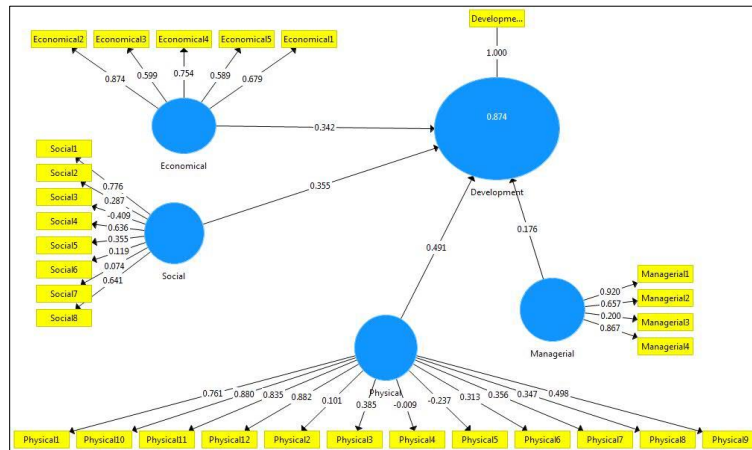 Developme...
Economical2 Economical3 Economical4 Economical5 Economical1
1.000
0.874 0.599 0.754 0.589 0.679
0.874
0.342
Economical
Development
Social1
Social2
Social3
Social4
Social5
Social6
Social7
Social8
0.776
0.287
-0.409
0.636
0.355
0.119
0.074
0.641
Social
0.355
0.491
0.176
Managerial1
Managerial2
Managerial3
Managerial4
0.920
0.657
0.200
0.867
Managerial
Physical
0.761 0.880 0.835 0.882 0.101 0.385 -0.009 -0.237 0.313 0.356 0.347 0.498
Physical1 Physical10 Physical11 Physical12 Physical2 Physical3 Physical4 Physical5 Physical6 Physical7 Physical8 Physical9